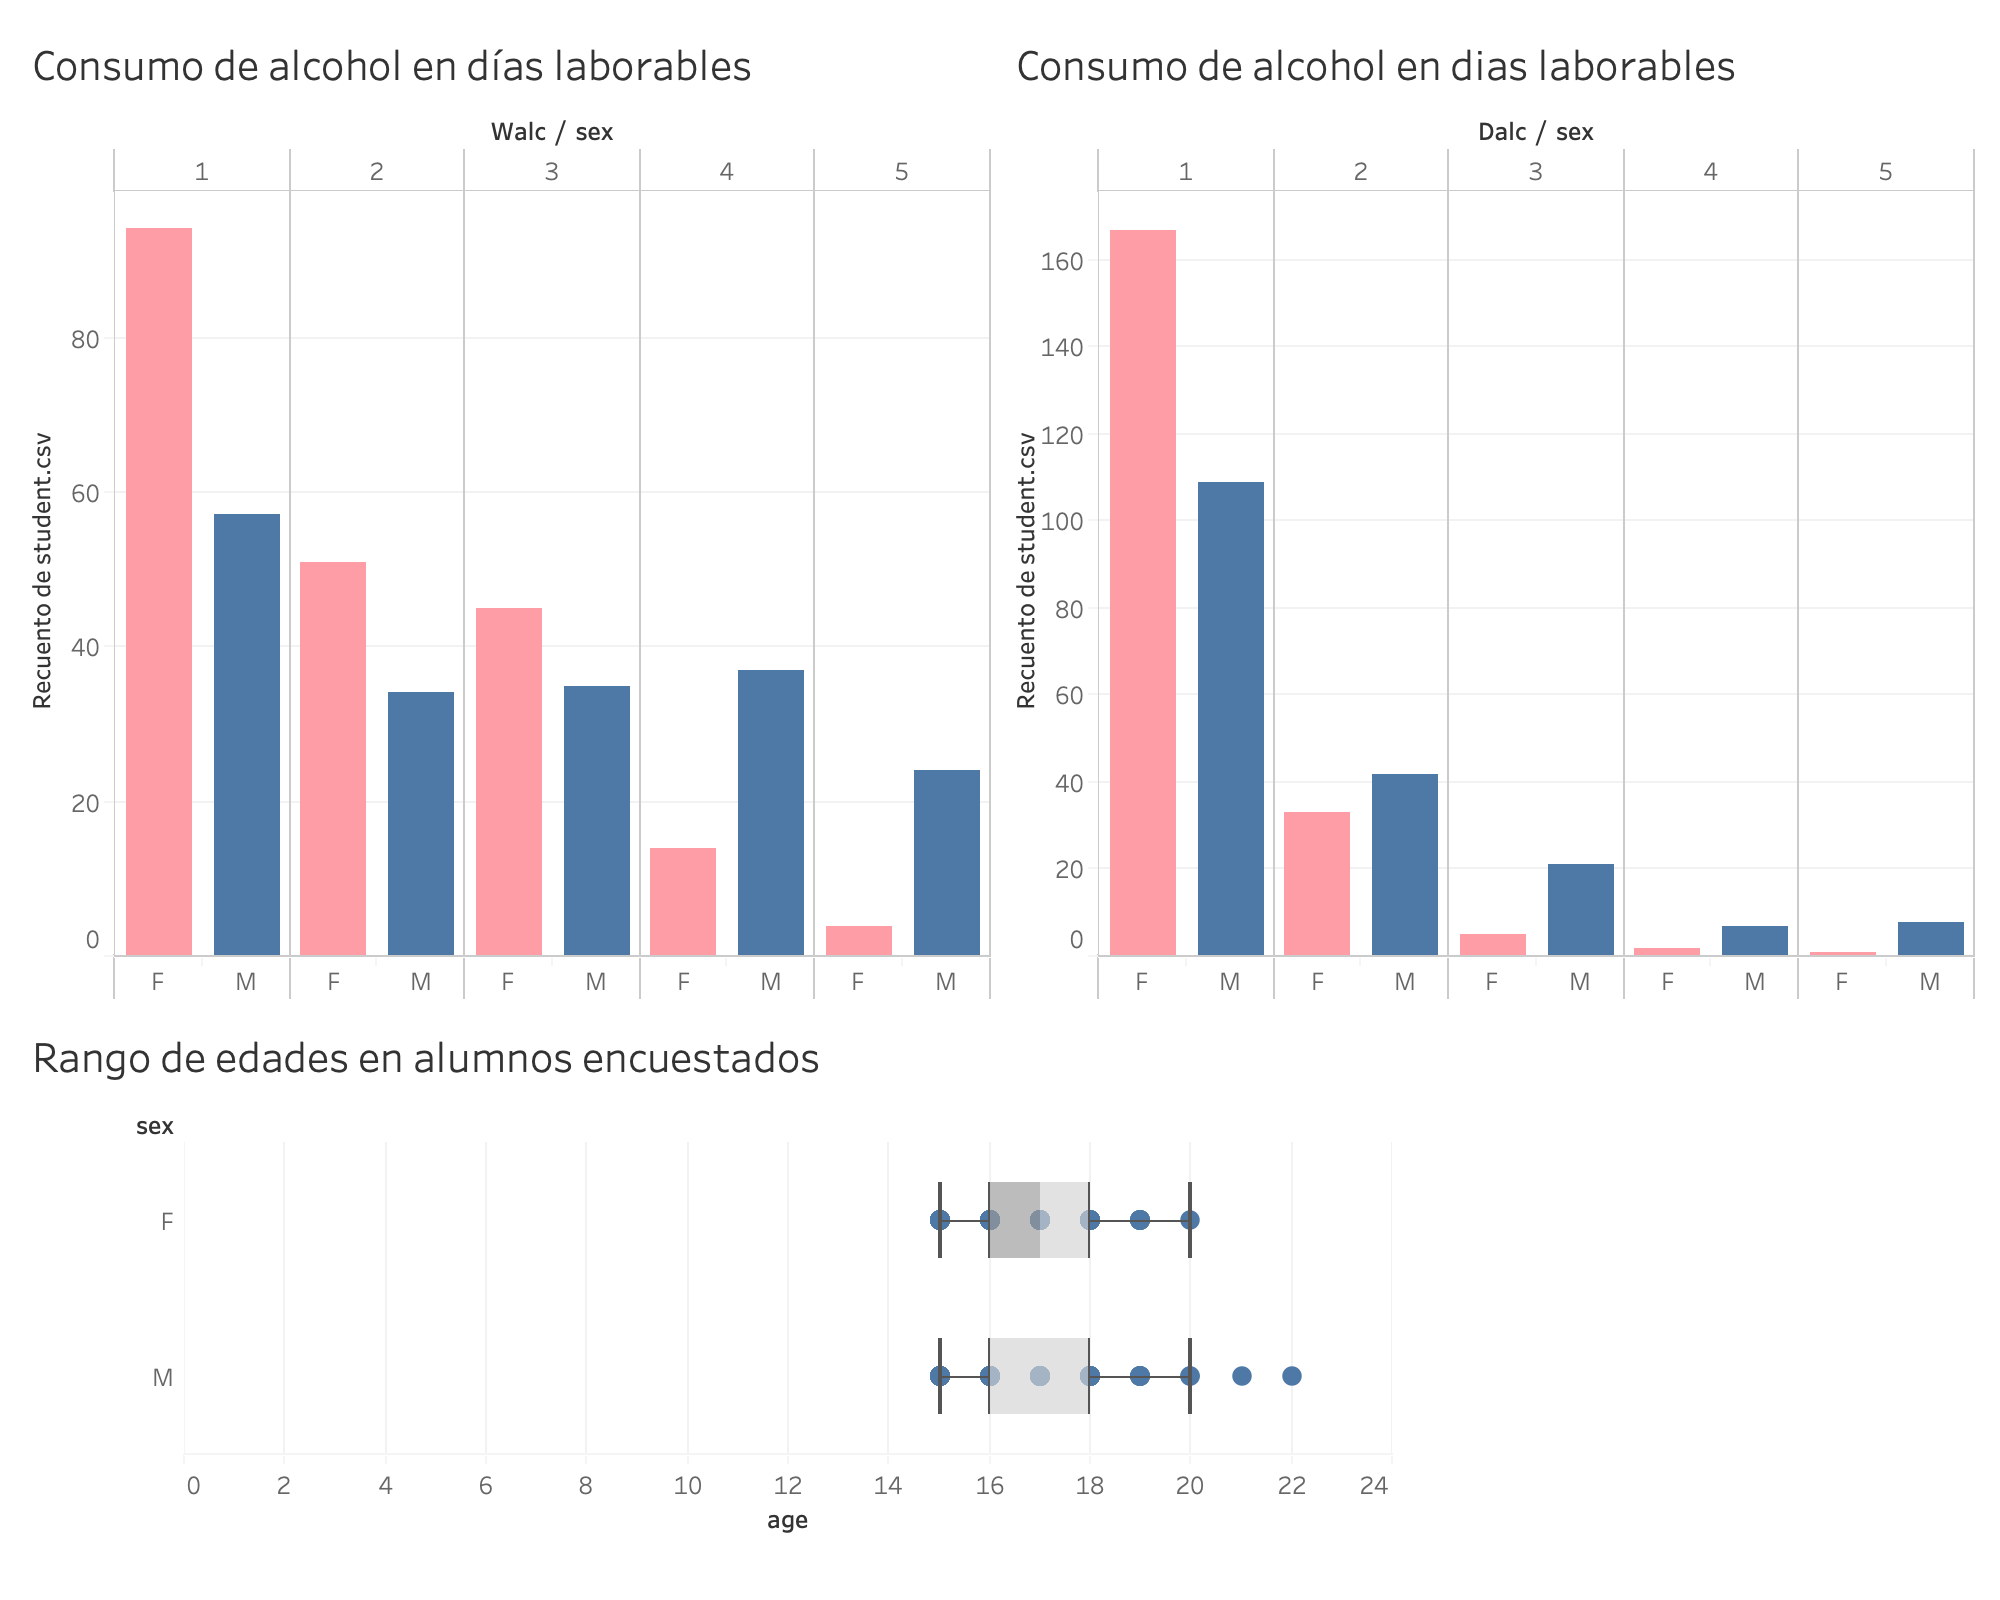 Consumo de alcohol en días laborables
Walc / sex
1 2 3 4 5
Recuento de student.csv
80
60
40
20
0
F M F M F M F M F M
Consumo de alcohol en dias laborables
Dalc / sex
1 2 3 4 5
Recuento de student.csv
160
140
120
100
80
60
40
20
0
F M F M F M F M F M
Rango de edades en alumnos encuestados
sex
F
M
0 2 4 6 8 10 12 14 16 18 20 22 24
age